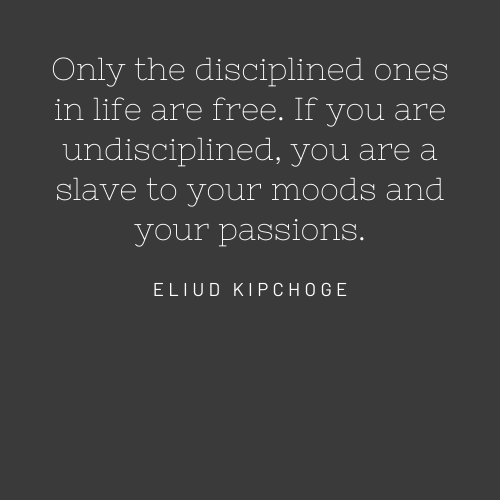 Only the disciplined ones
in life are free. If you are
undisciplined, you are a
slave to your moods and
your passions.
ELIUD KIPCHOGE